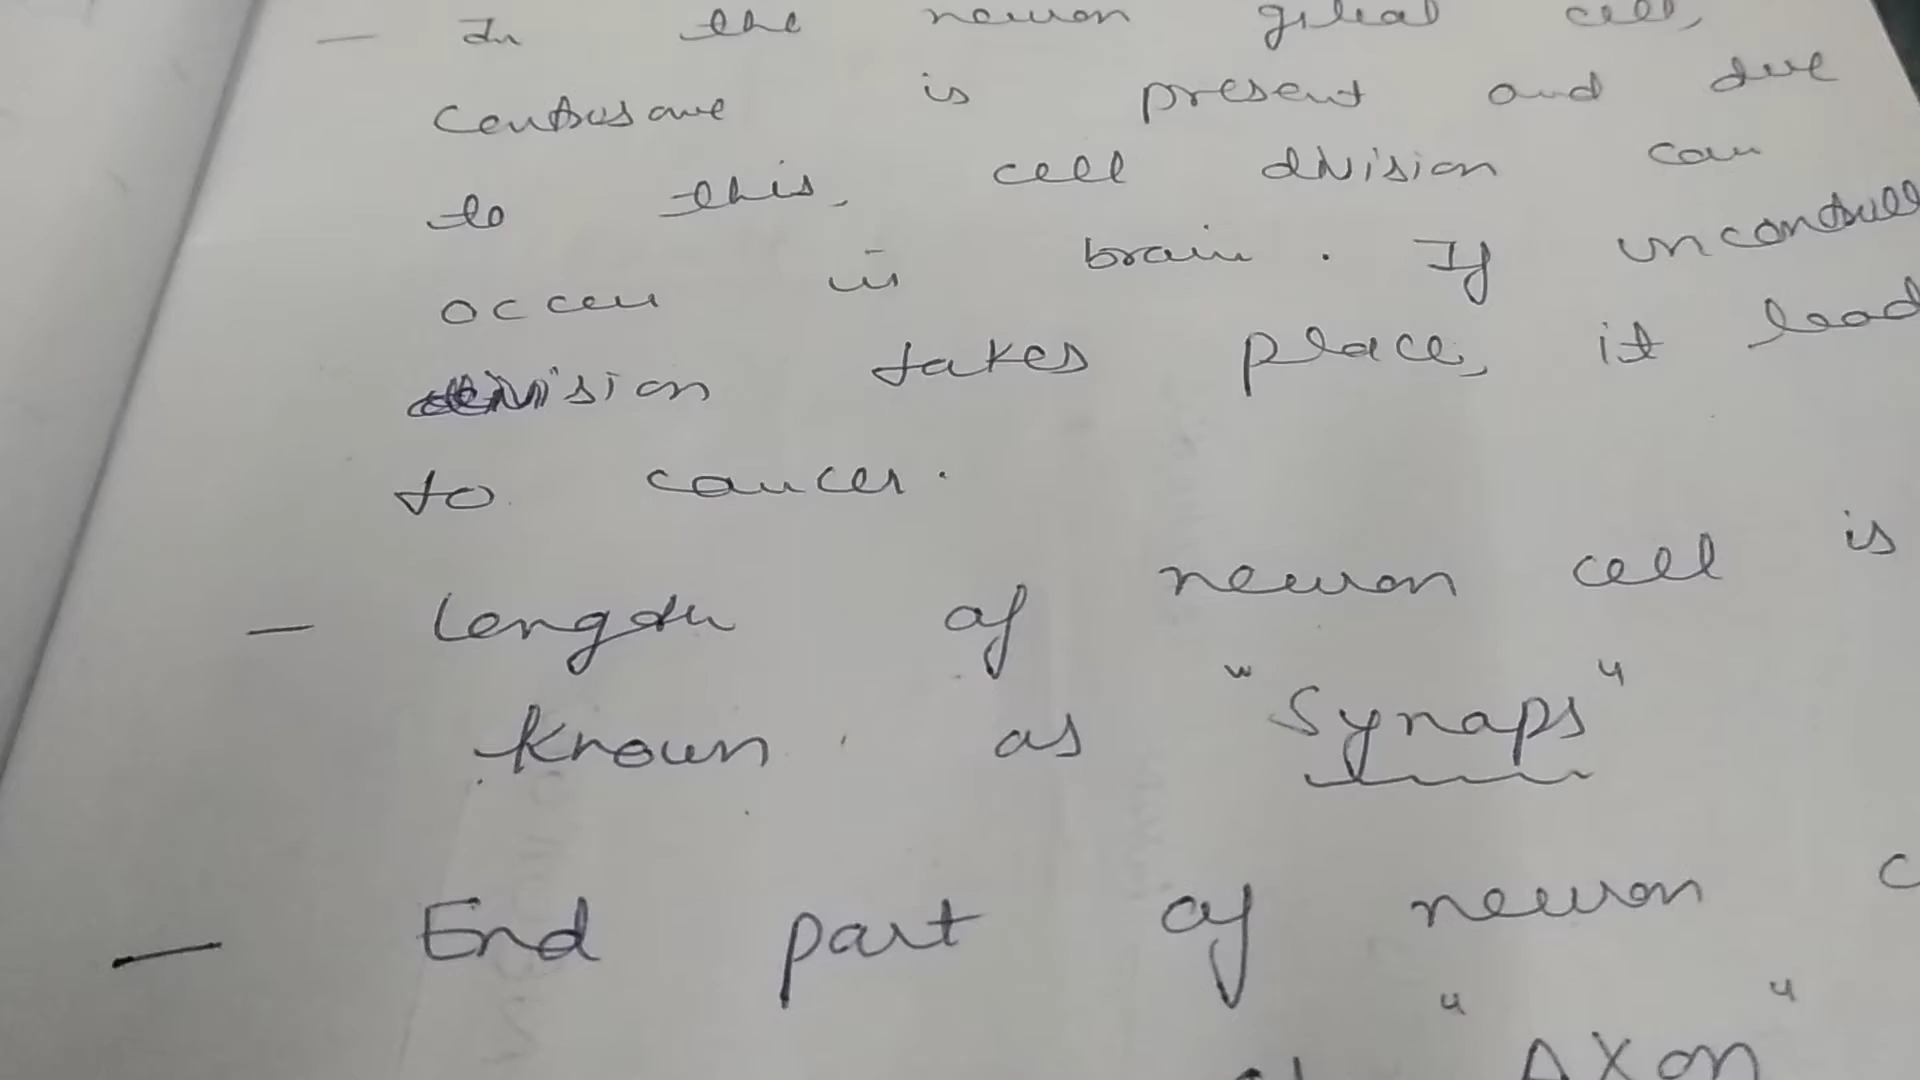 — In the neuron glial cell,
Centrosome is present and due
to this, cell division can
occur in brain. If uncontroll
division takes place, it lead
to cancer.
— Length of neuron cell is
known as "Synaps"
— End part of neuron c
"Axon"